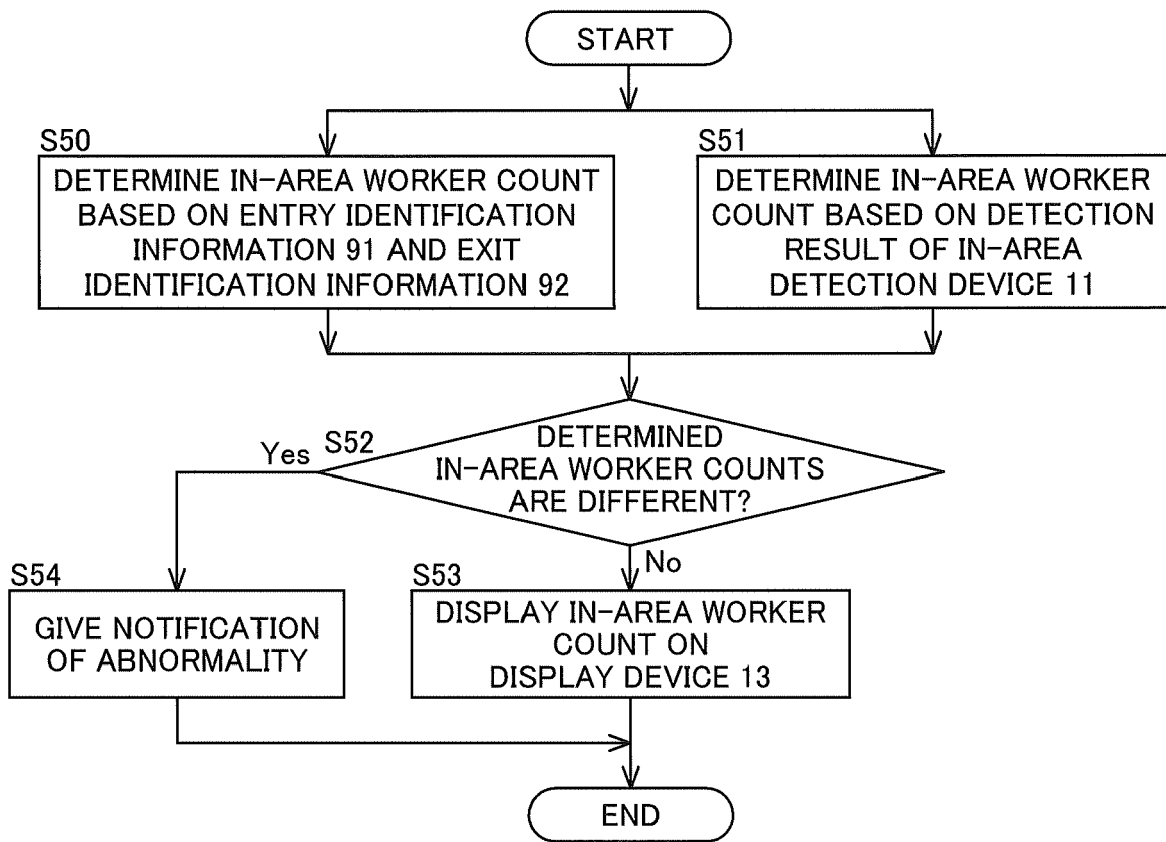 START
S50
DETERMINE IN-AREA WORKER COUNT
BASED ON ENTRY IDENTIFICATION
INFORMATION 91 AND EXIT
IDENTIFICATION INFORMATION 92
S51
DETERMINE IN-AREA WORKER
COUNT BASED ON DETECTION
RESULT OF IN-AREA
DETECTION DEVICE 11
S52
DETERMINED
IN-AREA WORKER COUNTS
ARE DIFFERENT?
Yes
No
S54
GIVE NOTIFICATION
OF ABNORMALITY
S53
DISPLAY IN-AREA WORKER
COUNT ON
DISPLAY DEVICE 13
END